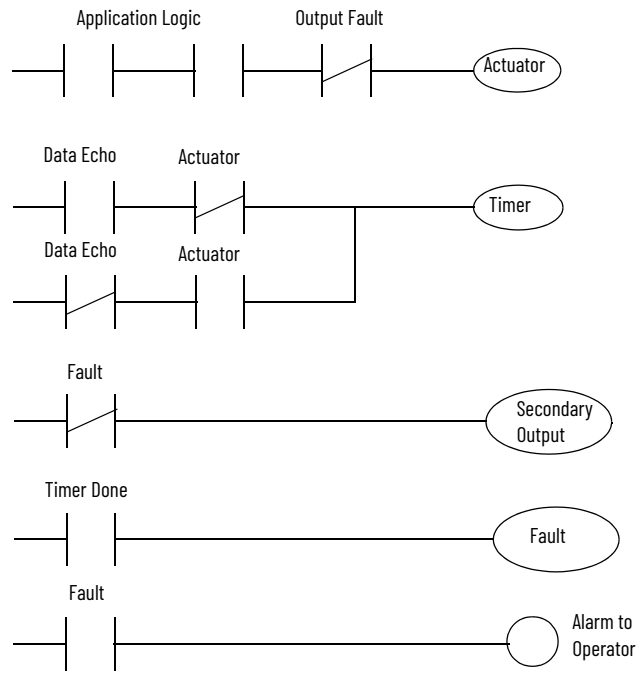 Application Logic
Output Fault
Actuator
Data Echo
Actuator
Timer
Data Echo
Actuator
Fault
Secondary
Output
Timer Done
Fault
Fault
Alarm to
Operator